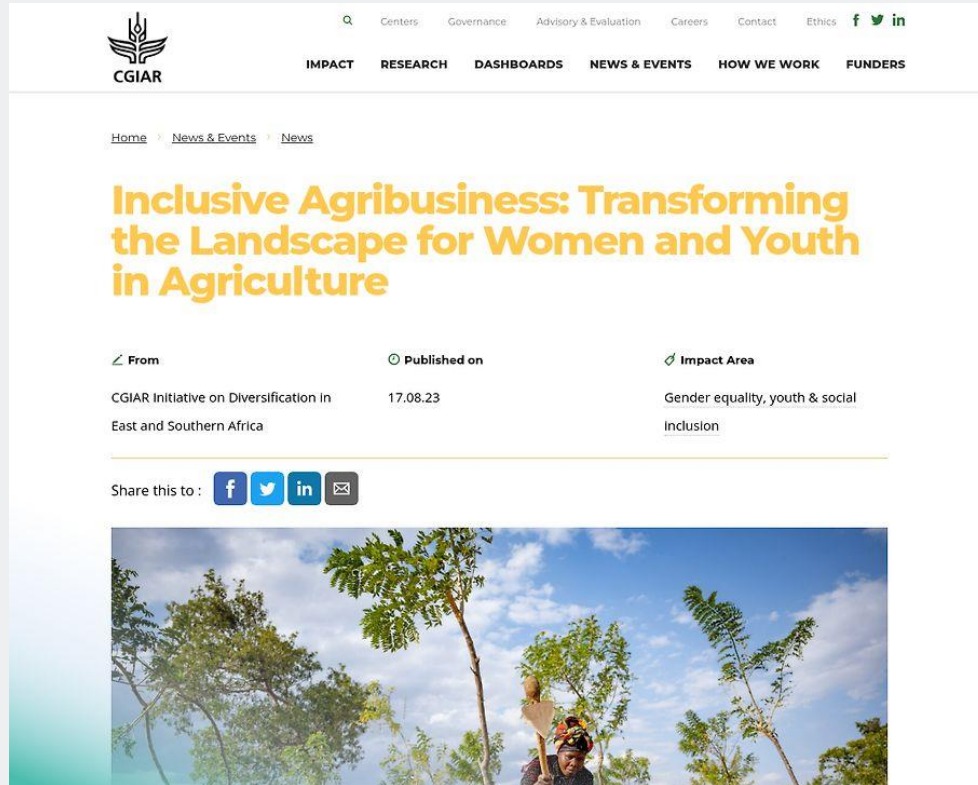 Centers Governance Advisory & Evaluation Careers Contact Ethics
CGIAR
IMPACT RESEARCH DASHBOARDS NEWS & EVENTS HOW WE WORK FUNDERS
Home News & Events News
Inclusive Agribusiness: Transforming
the Landscape for Women and Youth
in Agriculture
From
CGIAR Initiative on Diversification in
East and Southern Africa
Published on
17.08.23
Impact Area
Gender equality, youth & social
inclusion
Share this to :